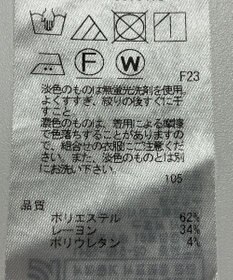 F
W
F23
淡色のものは無蛍光洗剤を使用。
よくすすぎ、絞りの後すぐに干
すこと。
濃色のものは、着用による摩擦
で色落ちすることがありますの
で、組合せの衣服にご注意くださ
い。また、淡色のものとは別
にお洗い下さい。
105
品質
ポリエステル 62%
レーヨン 34%
ポリウレタン 4%